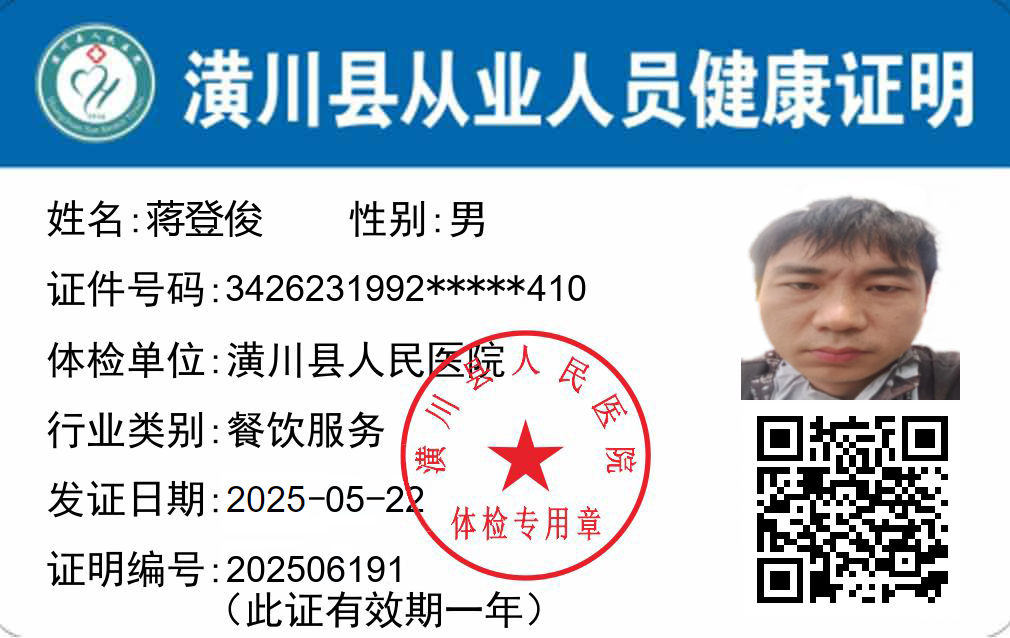 潢川县从业人员健康证明
姓名:蒋登俊 性别:男
证件号码:3426231992*****410
体检单位:潢川县人民医院
行业类别:餐饮服务
发证日期:2025-05-22
证明编号:202506191
(此证有效期一年)
潢川县人民医院
体检专用章